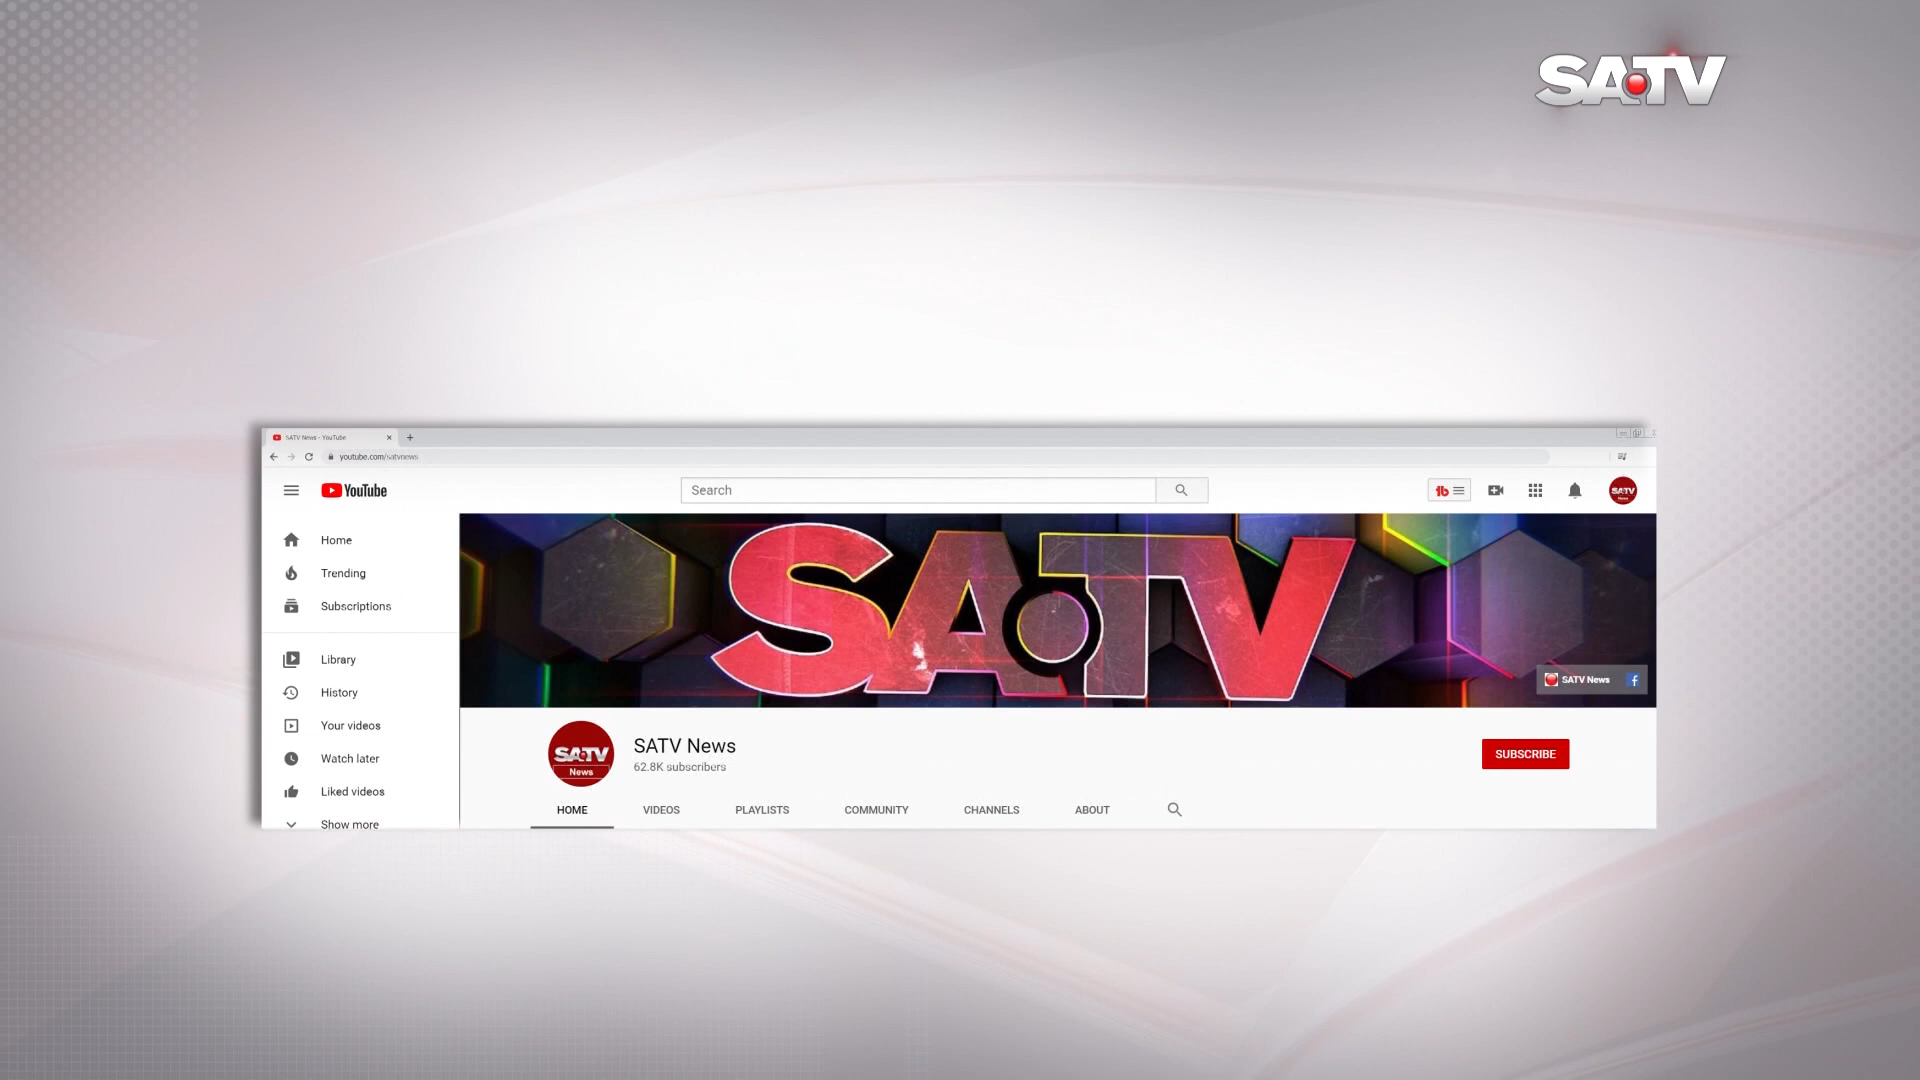 SATV
SATV News - YouTube
youtube.com/satvnews
YouTube
Search
SATV
News
Home
Trending
Subscriptions
Library
History
Your videos
Watch later
Liked videos
Show more
SATV
SATV News
SATV
News
SATV News
62.8K subscribers
SUBSCRIBE
HOME VIDEOS PLAYLISTS COMMUNITY CHANNELS ABOUT